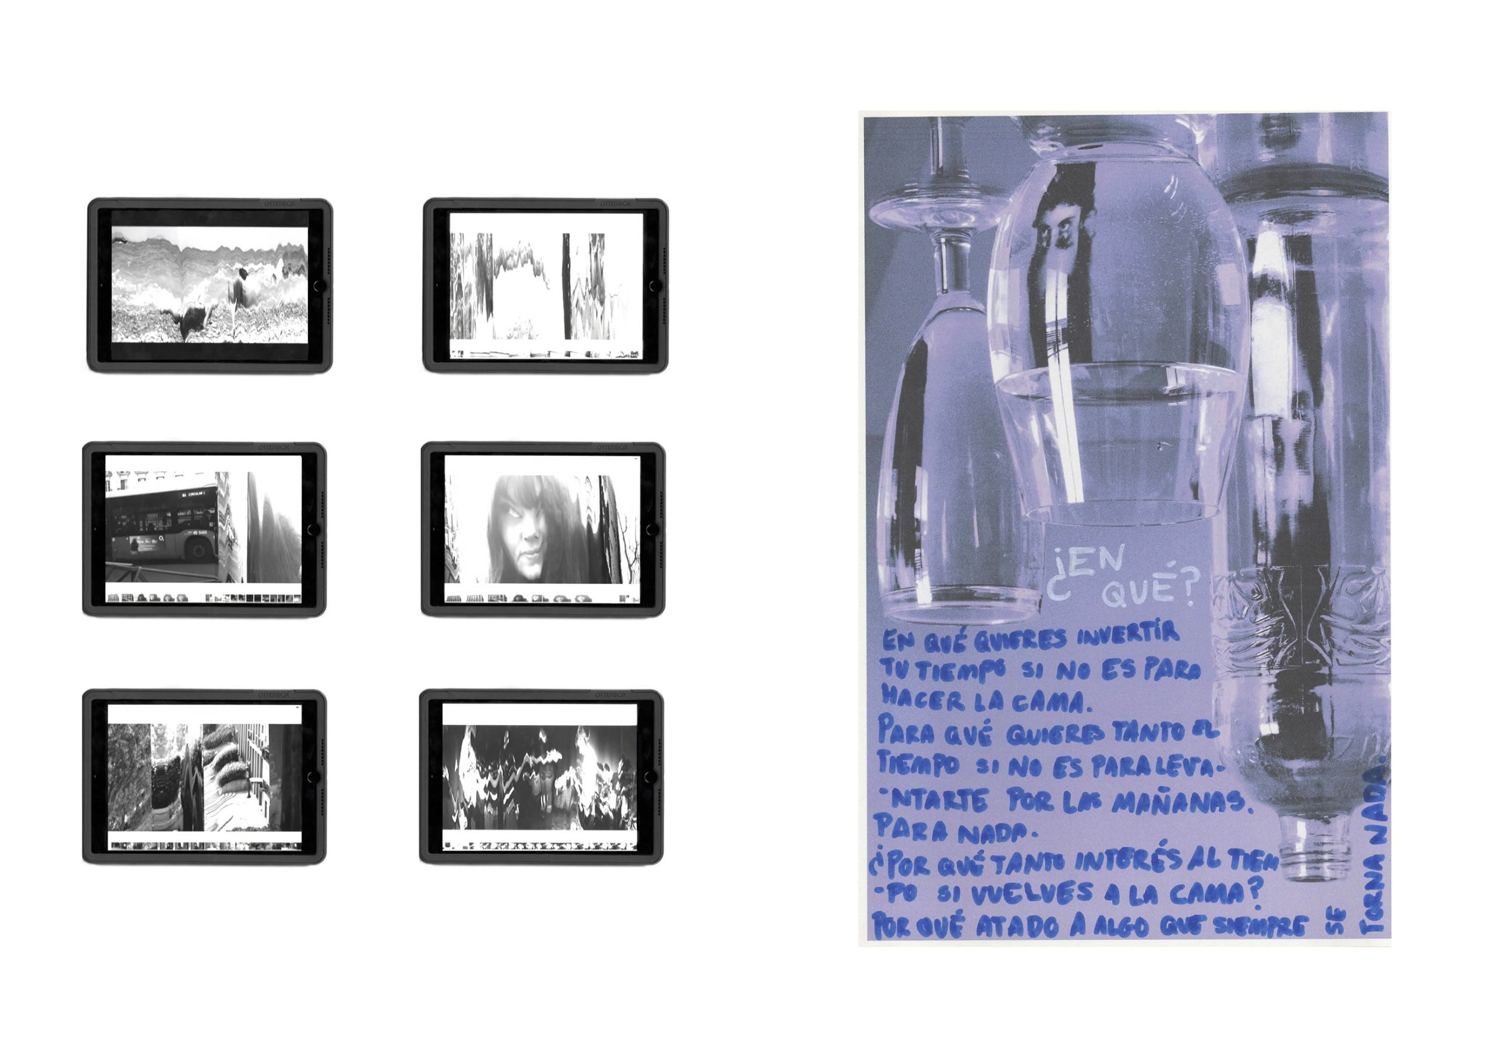 ¿EN
QUÉ?
EN QUÉ QUIERES INVERTIR
TU TIEMPO SI NO ES PARA
HACER LA CAMA.
PARA QUÉ QUIERES TANTO EL
TIEMPO SI NO ES PARA LEVA-
-NTARTE POR LAS MAÑANAS.
PARA NADA.
¿POR QUÉ TANTO INTERÉS AL TIEM
-PO SI VUELVES A LA CAMA?
POR QUÉ ATADO A ALGO QUE SIEMPRE SE
TORNA NADA.